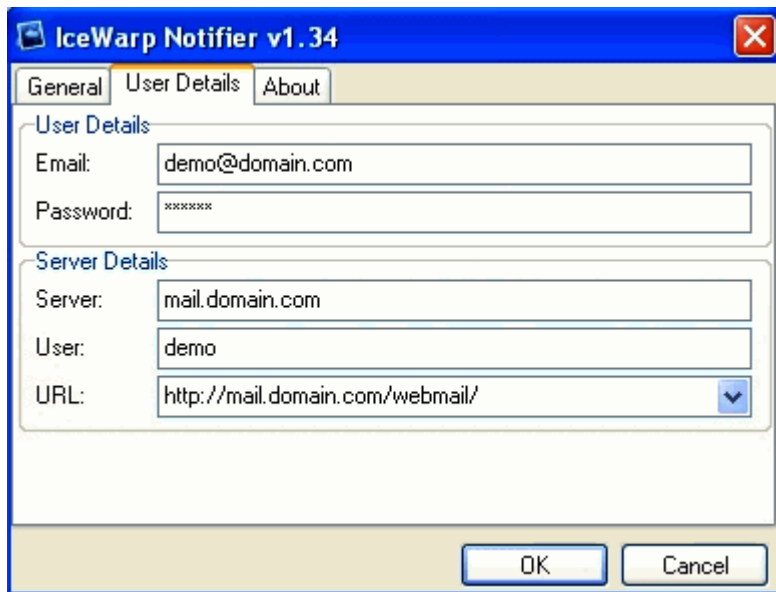 IceWarp Notifier v1.34
General User Details About
User Details
Email: demo@domain.com
Password: ××××××
Server Details
Server: mail.domain.com
User: demo
URL: http://mail.domain.com/webmail/
OK Cancel